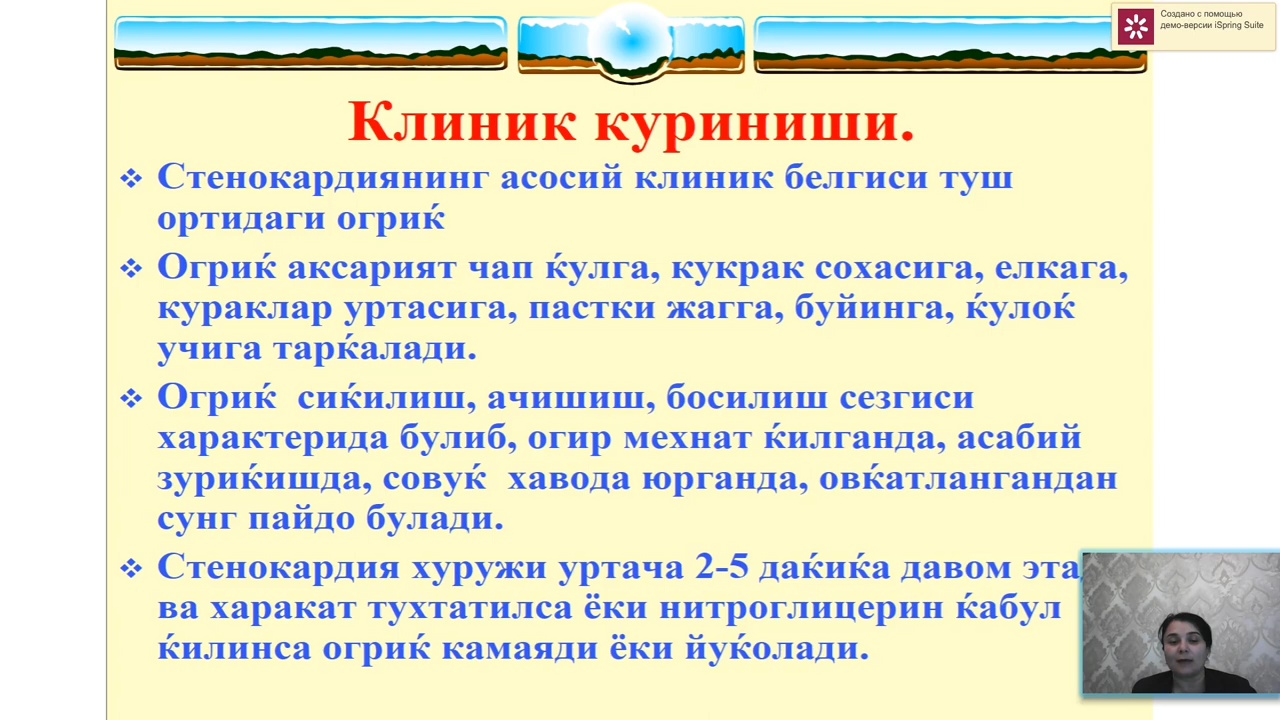 Создано с помощью
демо-версии iSpring Suite
Клиник куриниши.
Стенокардиянинг асосий клиник белгиси туш
ортидаги огриќ
Огриќ аксарият чап ќулга, кукрак сохасига, елкага,
кураклар уртасига, пастки жагга, буйинга, ќулоќ
учига тарќалади.
Огриќ сиќилиш, ачишиш, босилиш сезгиси
характерида булиб, огир мехнат ќилганда, асабий
зуриќишда, совуќ хавода юрганда, овќатлангандан
сунг пайдо булади.
Стенокардия хуружи уртача 2-5 даќиќа давом
ва харакат тухтатилса ёки нитроглицерин ќабул
ќилинса огриќ камаяди ёки йуќолади.